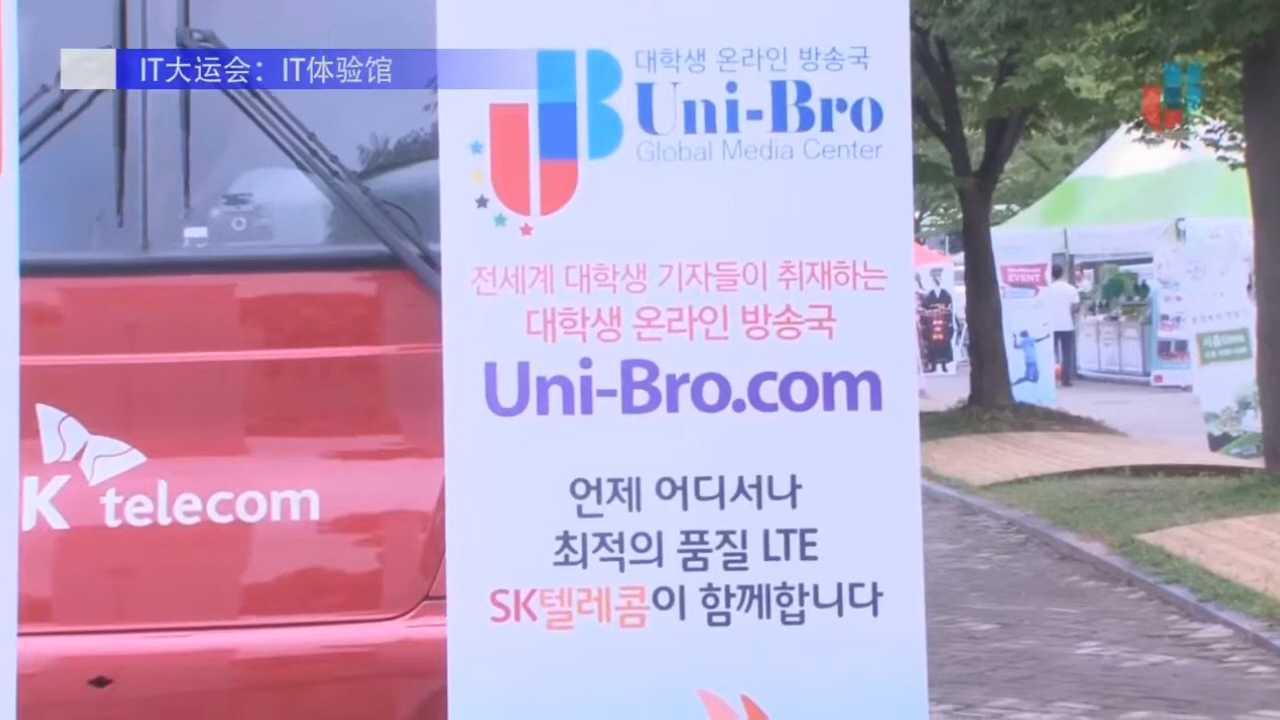 IT大运会：IT体验馆
대학생 온라인 방송국
Uni-Bro
Global Media Center
전세계 대학생 기자들이 취재하는
대학생 온라인 방송국
Uni-Bro.com
언제 어디서나
최적의 품질 LTE
SK텔레콤이 함께합니다
K telecom
EVENT